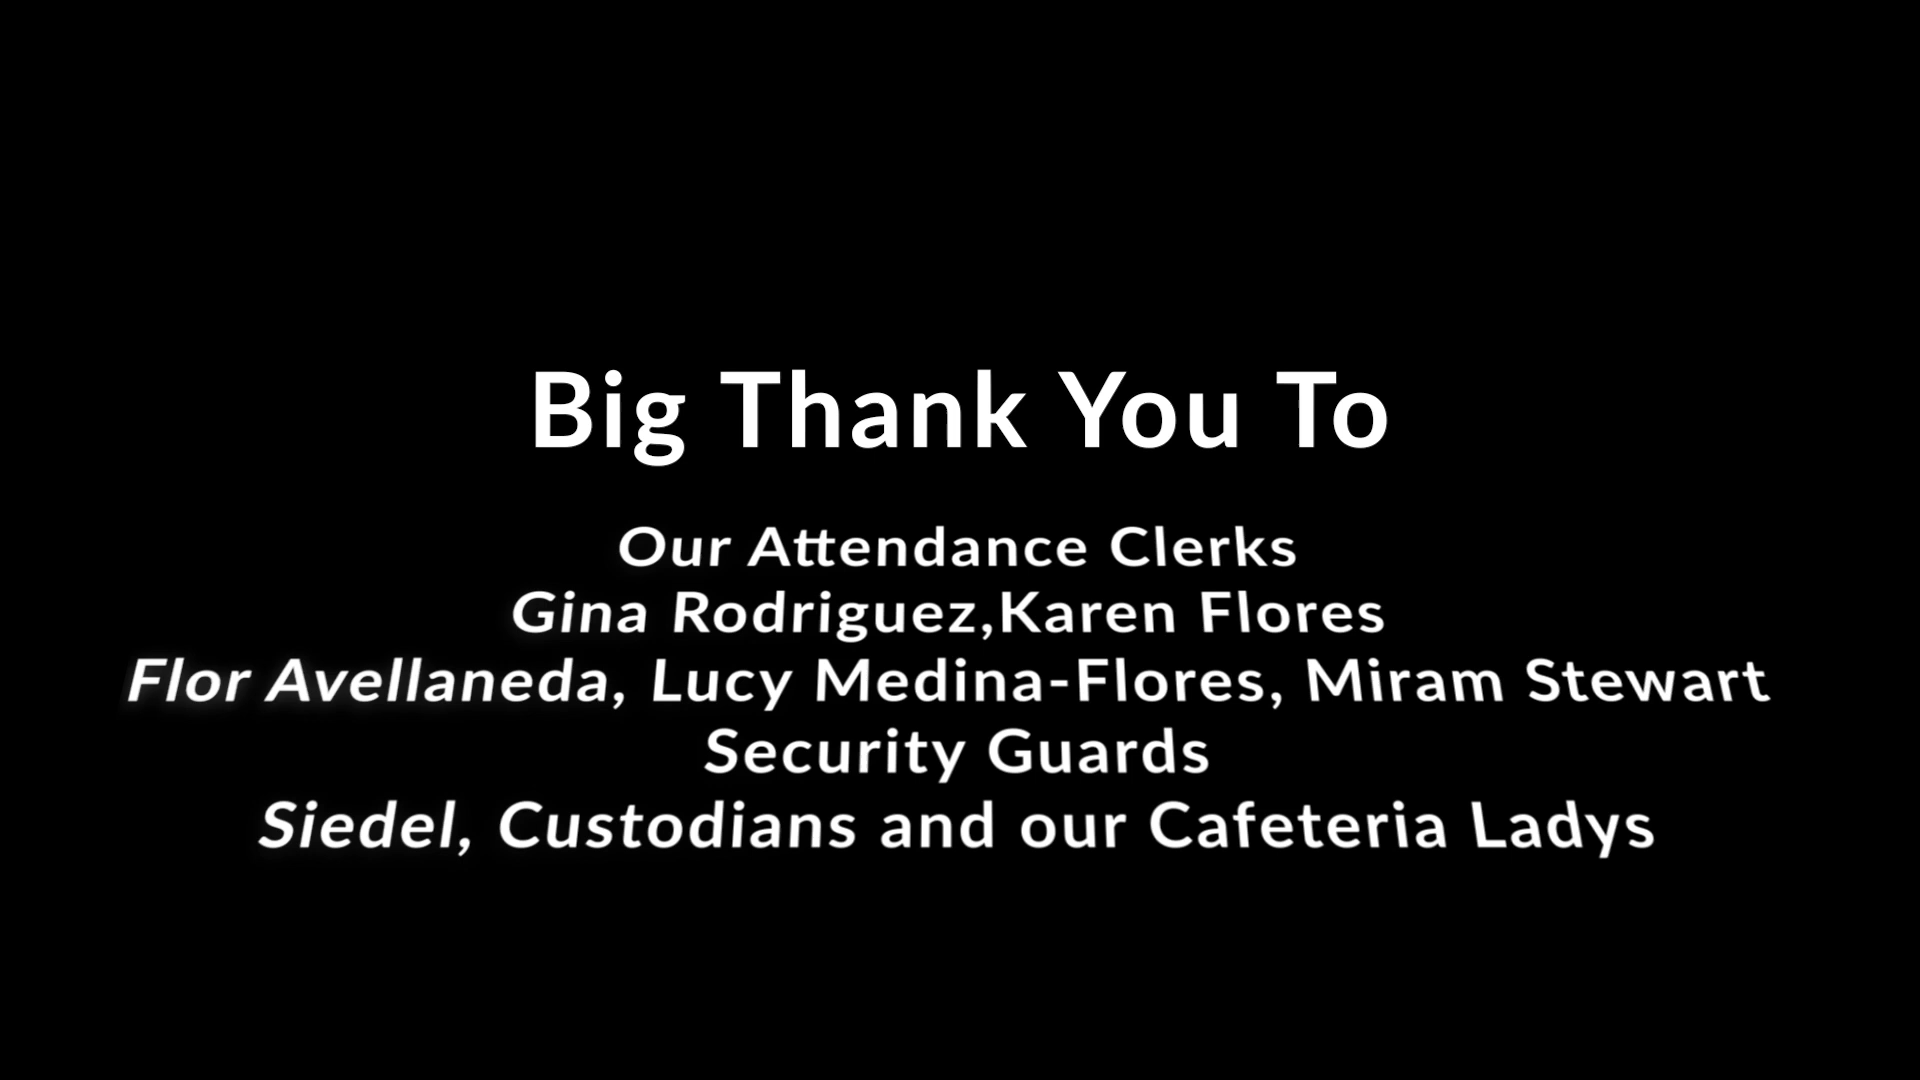 Big Thank You To
Our Attendance Clerks
Gina Rodriguez,Karen Flores
Flor Avellaneda, Lucy Medina-Flores, Miram Stewart
Security Guards
Siedel, Custodians and our Cafeteria Ladys